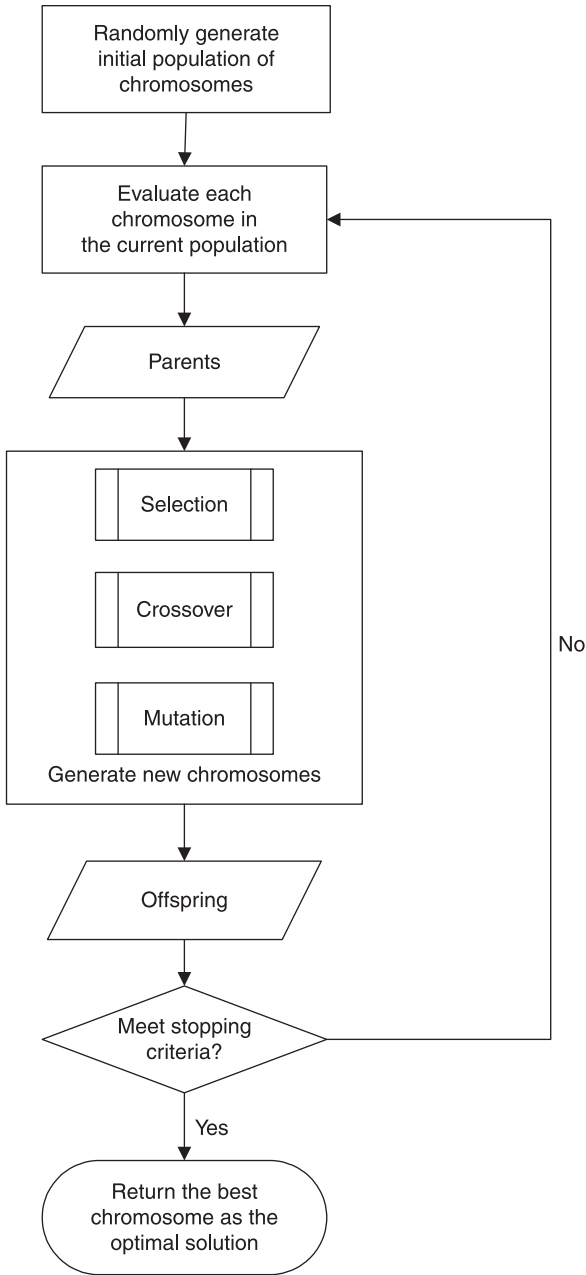 Randomly generate
initial population of
chromosomes
Evaluate each
chromosome in
the current population
Parents
Selection
Crossover
No
Mutation
Generate new chromosomes
Offspring
Meet stopping
criteria?
Yes
Return the best
chromosome as the
optimal solution